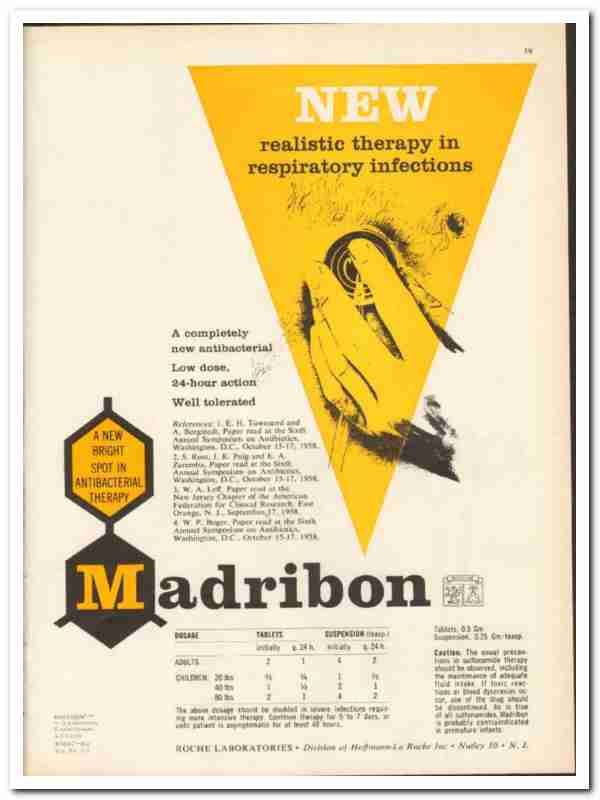 NEW
realistic therapy in
respiratory infections
A completely
new antibacterial
Low dose,
24-hour action
Well tolerated
References: 1. E. H. Townsend and
A. Borgstedt, Paper read at the Sixth
Annual Symposium on Antibiotics,
Washington, D.C., October 15-17, 1958.
2. S. Ross, J. R. Puig and E. A.
Zaremba, Paper read at the Sixth
Annual Symposium on Antibiotics,
Washington, D.C., October 15-17, 1958.
3. W. A. Leff, Paper read at the
New Jersey Chapter of the American
Federation for Clinical Research, East
Orange, N. J., September 17, 1958.
4. W. P. Boger, Paper read at the Sixth
Annual Symposium on Antibiotics,
Washington, D.C., October 15-17, 1958.
A NEW
BRIGHT
SPOT IN
ANTIBACTERIAL
THERAPY
Madribon
Tablets, 0.5 Gm
Suspension, 0.25 Gm/teasp.
Caution: The usual precau-
tions in sulfonamide therapy
should be observed, including
the maintenance of adequate
fluid intake. If toxic reac-
tions or blood dyscrasias oc-
cur, use of the drug should
be discontinued. As is true
of all sulfonamides, Madribon
is probably contraindicated
in premature infants.
DOSAGE TABLETS SUSPENSION (teasp.)
initially q. 24 h. initially q. 24 h.
ADULTS 2 1 4 2
CHILDREN: 20 lbs ½ ¼ 1 ½
40 lbs 1 ½ 2 1
80 lbs 2 1 4 2
The above dosage should be doubled in severe infections requir-
ing more intensive therapy. Continue therapy for 5 to 7 days, or
until patient is asymptomatic for at least 48 hours.
ROCHE LABORATORIES • Division of Hoffmann-La Roche Inc • Nutley 10 • N. J.